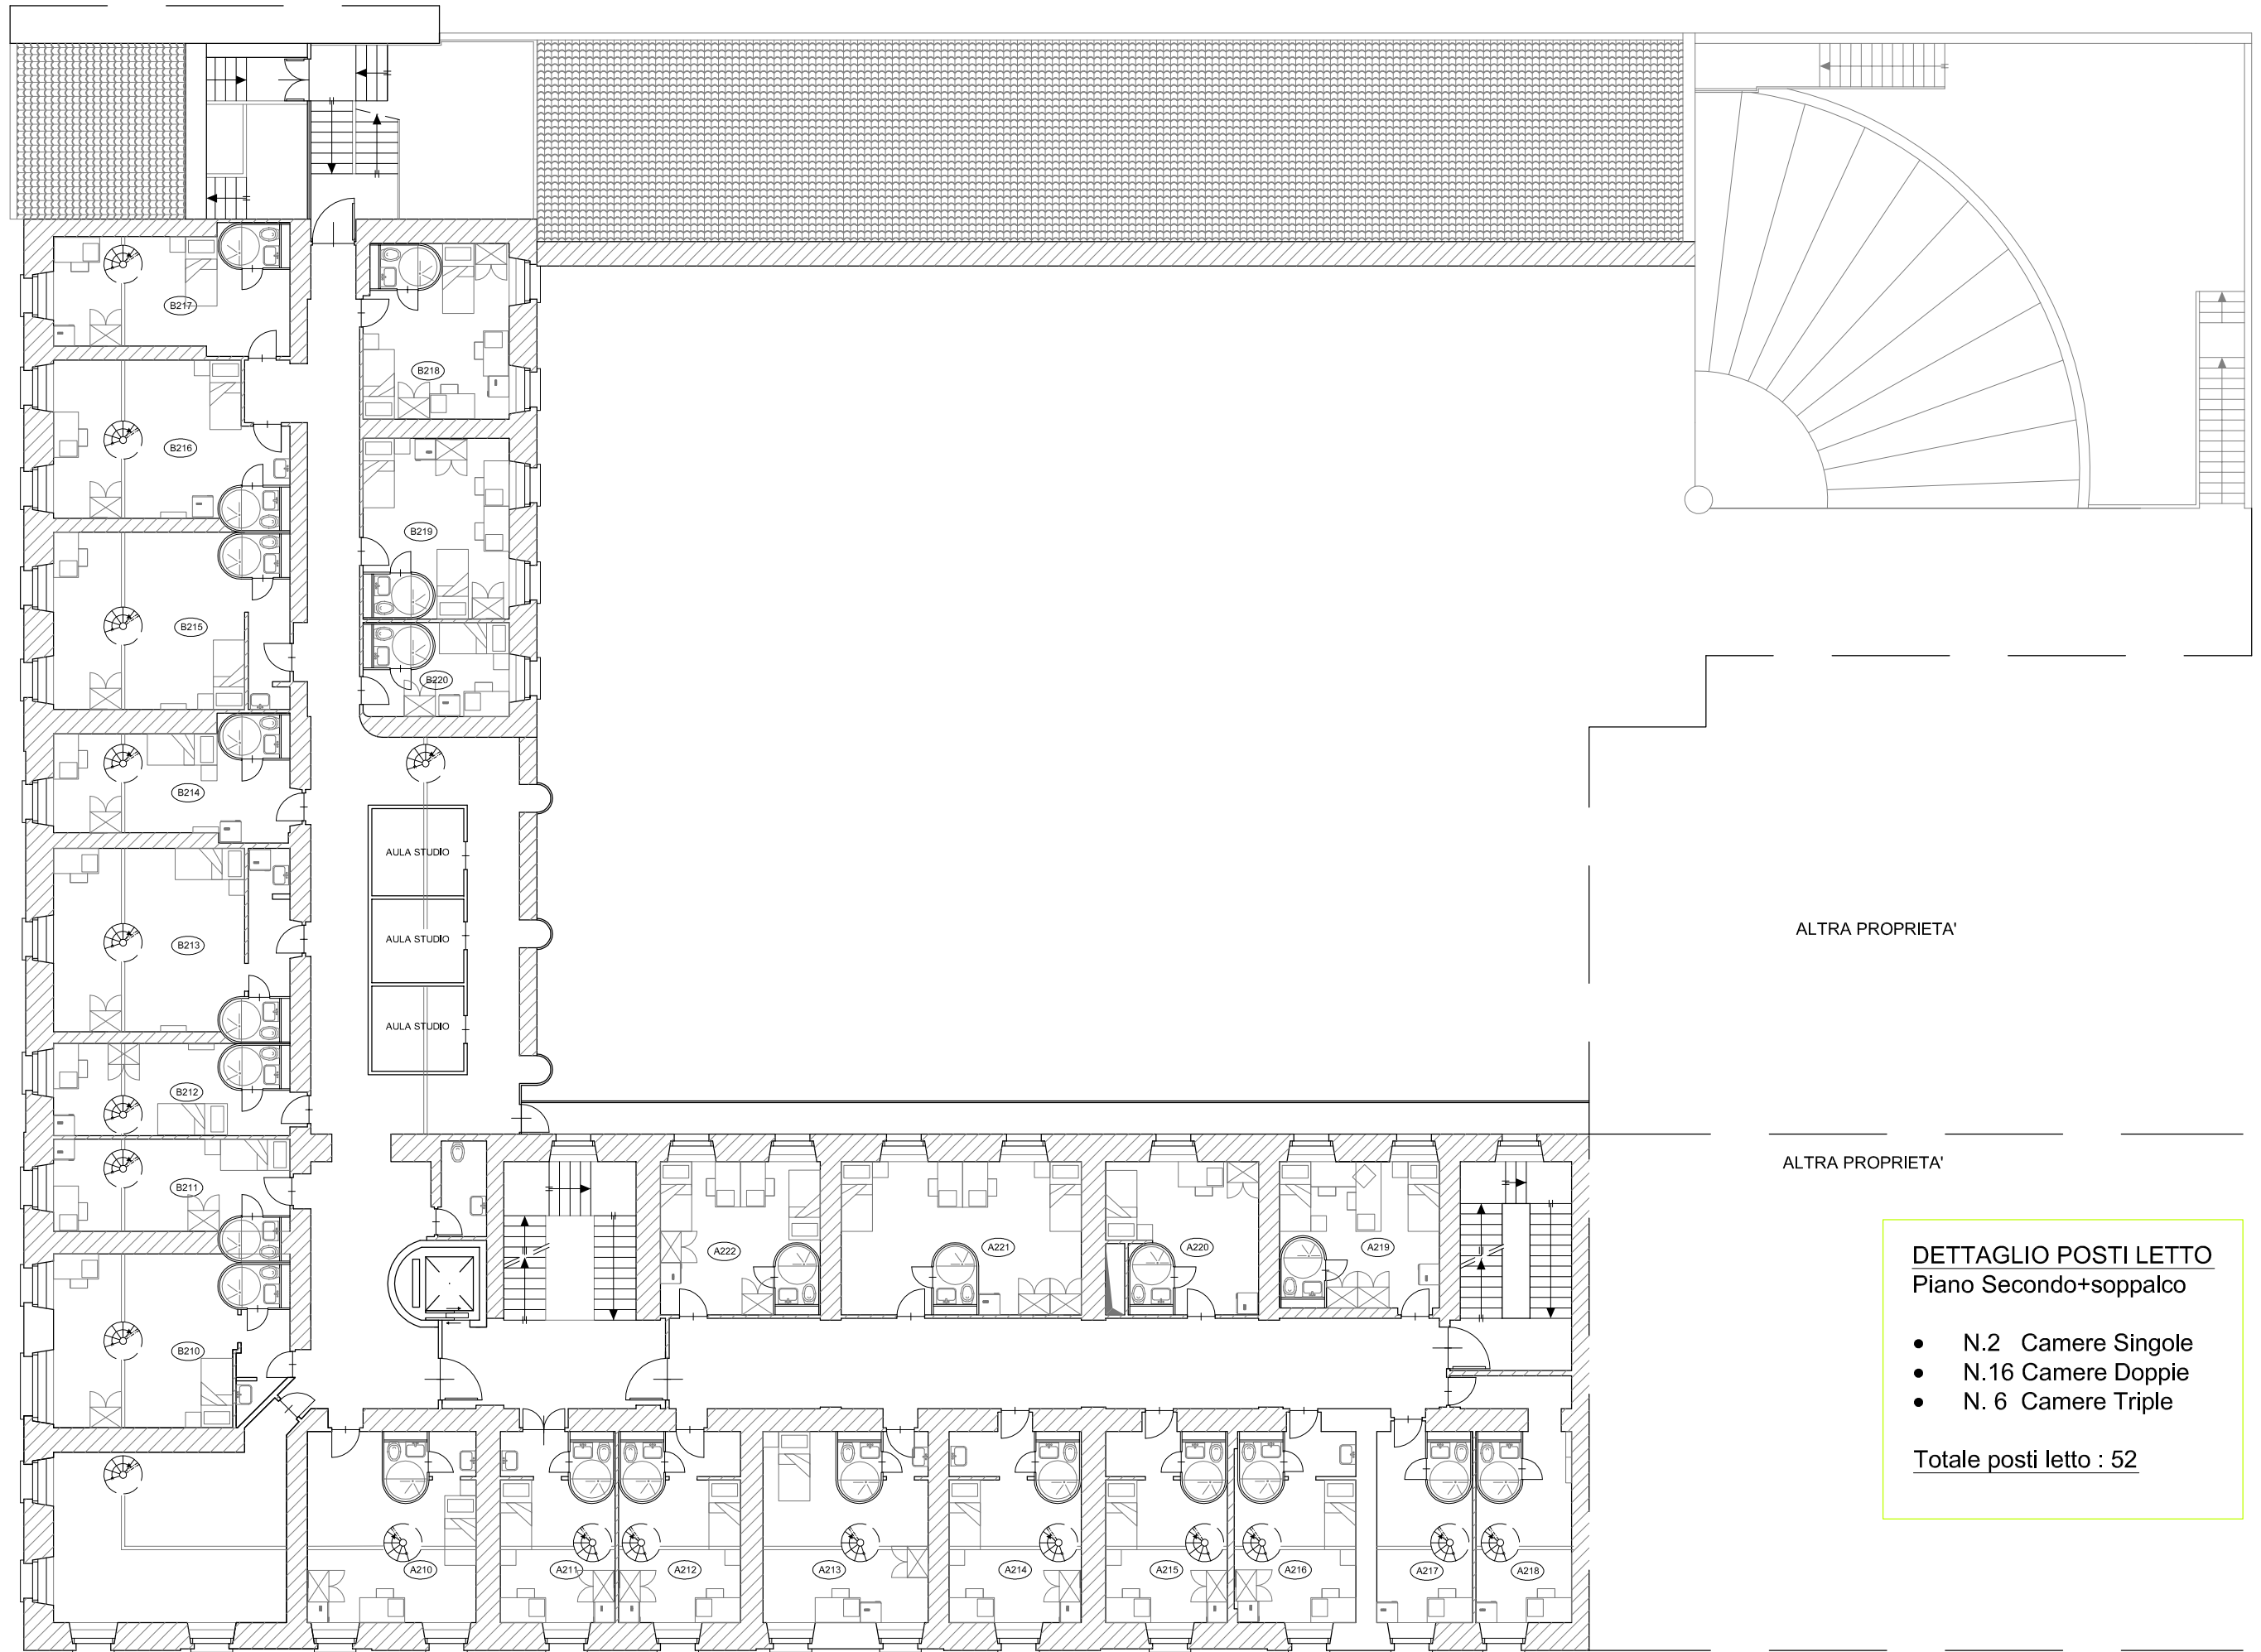 B217
B218
B216
B219
B215
B220
B214
AULA STUDIO
ALTRA PROPRIETA'
AULA STUDIO
B213
AULA STUDIO
B212
ALTRA PROPRIETA'
B211
A222
A221
A220
A219
B210
DETTAGLIO POSTI LETTO
Piano Secondo+soppalco
• N.2 Camere Singole
• N.16 Camere Doppie
• N. 6 Camere Triple
Totale posti letto : 52
A210
A211
A212
A213
A214
A215
A216
A217
A218